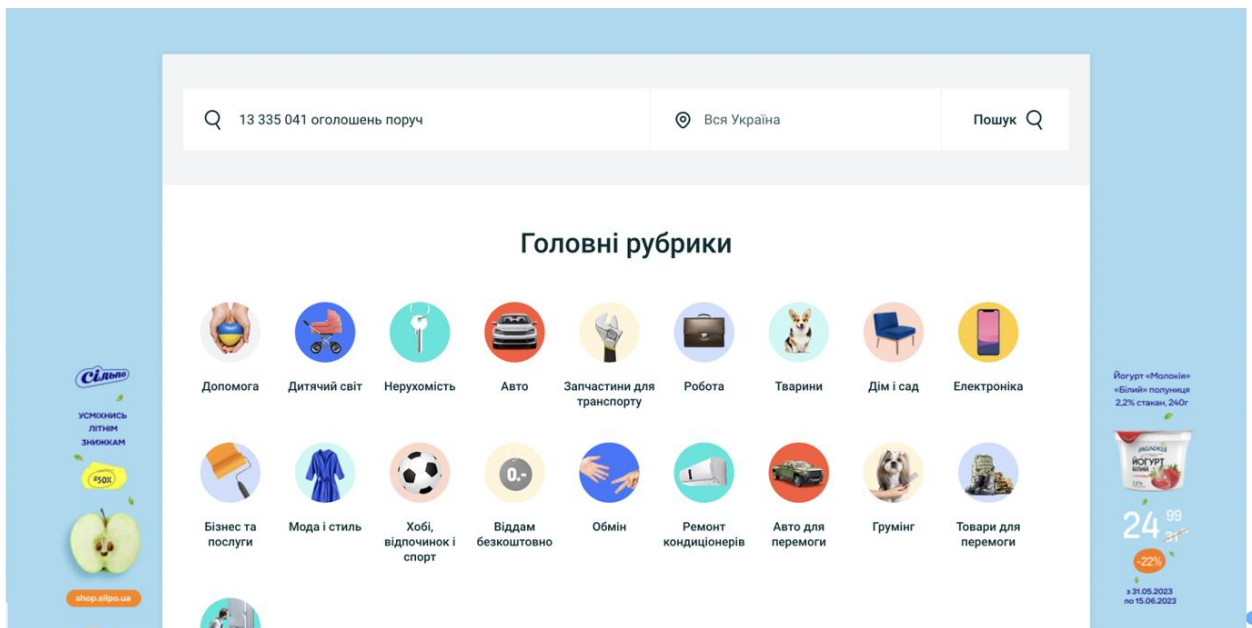 13 335 041 оголошень поруч
Вся Україна
Пошук
Головні рубрики
Допомога
Дитячий світ
Нерухомість
Авто
Запчастини для
транспорту
Робота
Тварини
Дім і сад
Електроніка
Бізнес та
послуги
Мода і стиль
Хобі,
відпочинок і
спорт
0.-
Віддам
безкоштовно
Обмін
Ремонт
кондиціонерів
Авто для
перемоги
Грумінг
Товари для
перемоги
Сільпо
УСМІХНИСЬ
ЛІТНІМ
ЗНИЖКАМ
shop.silpo.ua
Йогурт «Молокія»
«Білий» полуниця
2,2% стакан, 240г
МОЛОКІЯ
ЙОГУРТ
БІЛИЙ
24 99
-22%
з 31.05.2023
по 15.06.2023